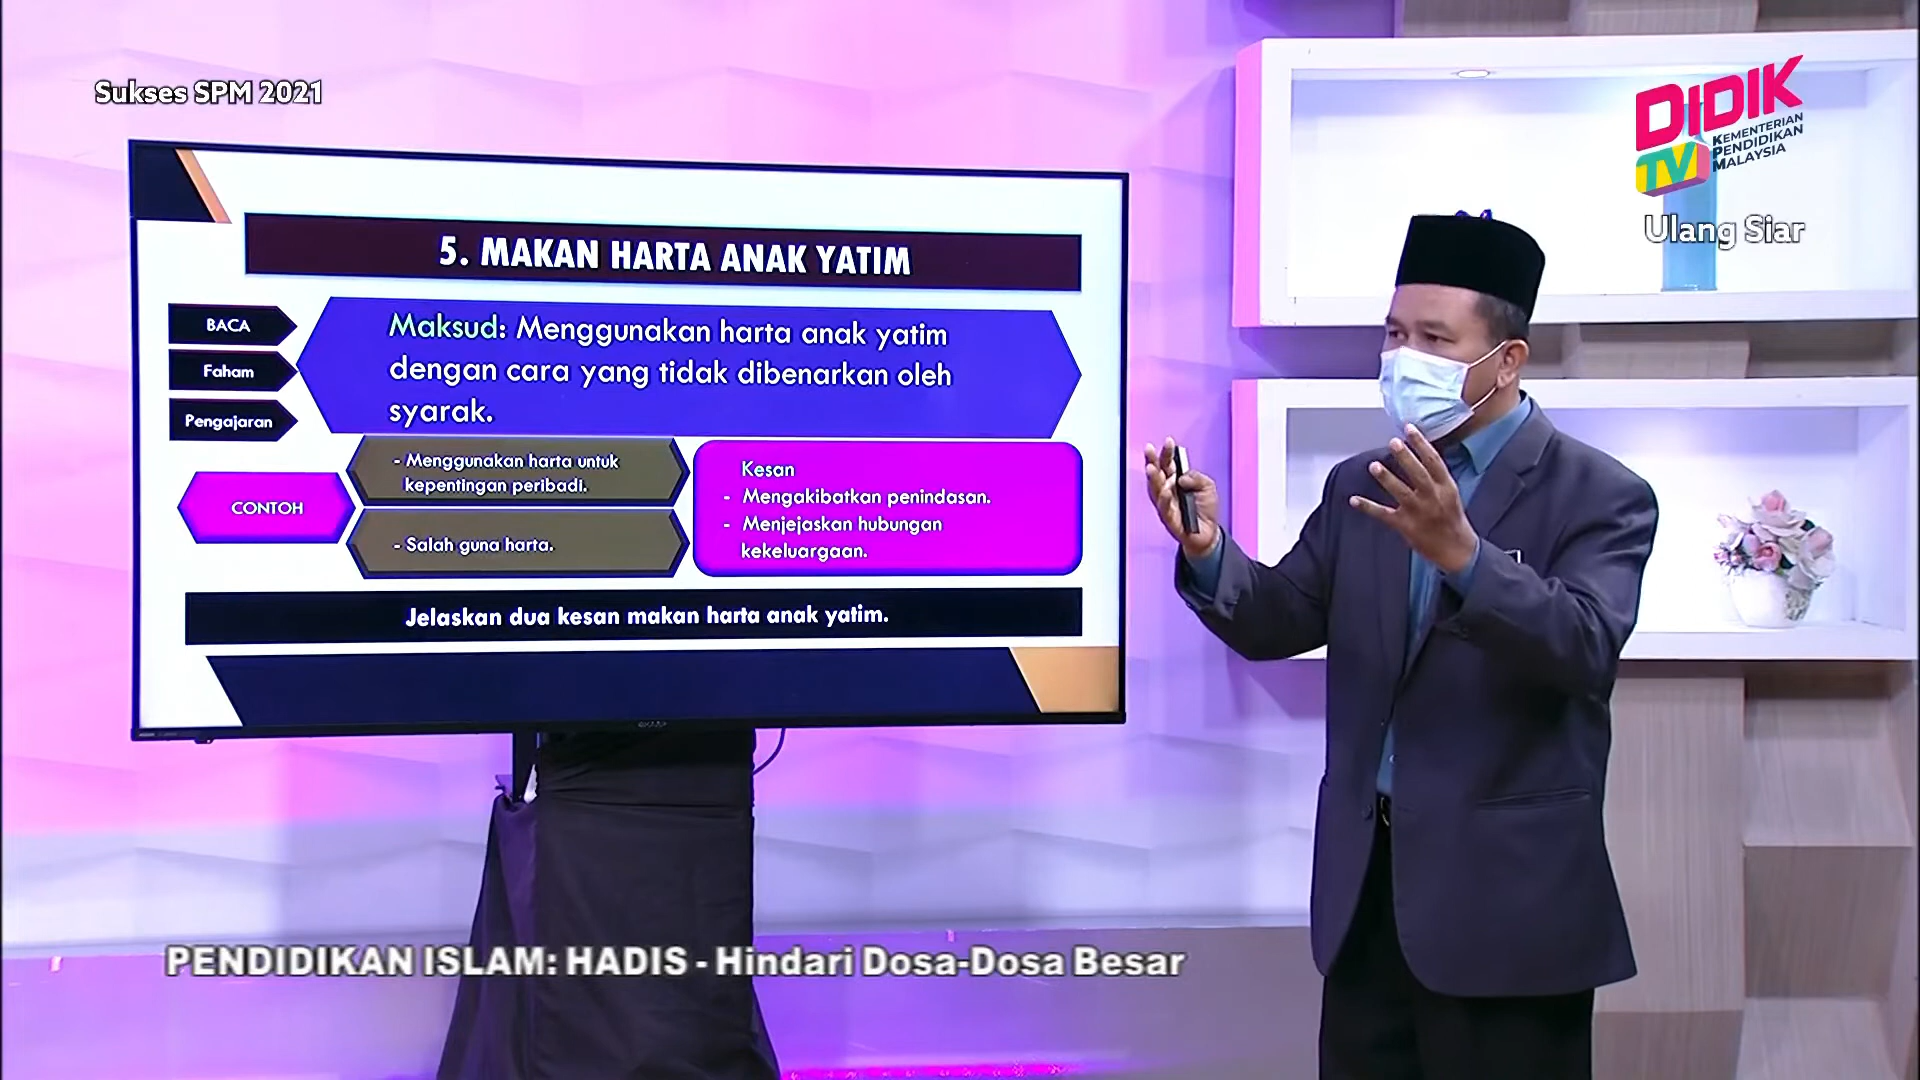 Sukses SPM 2021
DIDIK
TV
KEMENTERIAN
PENDIDIKAN
MALAYSIA
Ulang Siar
5. MAKAN HARTA ANAK YATIM
BACA
Faham
Pengajaran
Maksud: Menggunakan harta anak yatim
dengan cara yang tidak dibenarkan oleh
syarak.
CONTOH
- Menggunakan harta untuk
kepentingan peribadi.
- Salah guna harta.
Kesan
- Mengakibatkan penindasan.
- Menjejaskan hubungan
kekeluargaan.
Jelaskan dua kesan makan harta anak yatim.
PENDIDIKAN ISLAM: HADIS - Hindari Dosa-Dosa Besar